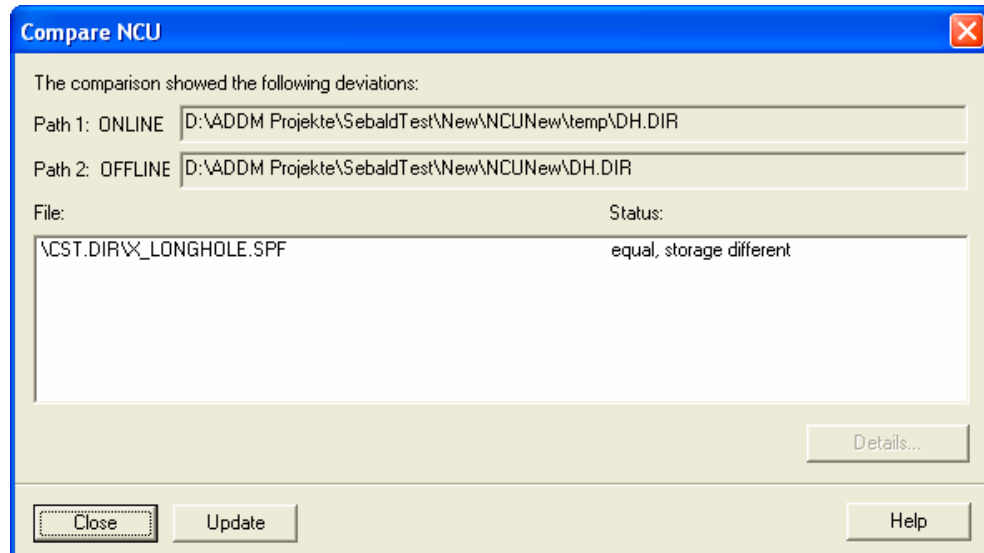 Compare NCU
The comparison showed the following deviations:
Path 1: ONLINE D:\ADDM Projekte\SebaldTest\New\NCUNew\temp\DH.DIR
Path 2: OFFLINE D:\ADDM Projekte\SebaldTest\New\NCUNew\DH.DIR
File: Status:
\CST.DIR\X_LONGHOLE.SPF equal, storage different
Details...
Close Update Help